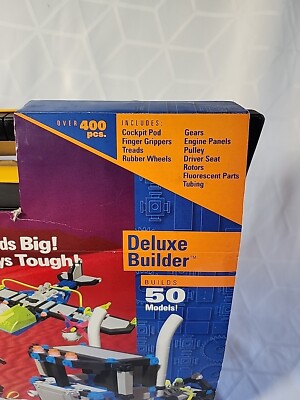 OVER 400 pcs.
INCLUDES:
Cockpit Pod
Finger Grippers
Treads
Rubber Wheels
Gears
Engine Panels
Pulley
Driver Seat
Rotors
Fluorescent Parts
Tubing
ds Big!
ys Tough!
Deluxe
Builder™
BUILDS
50
Models!